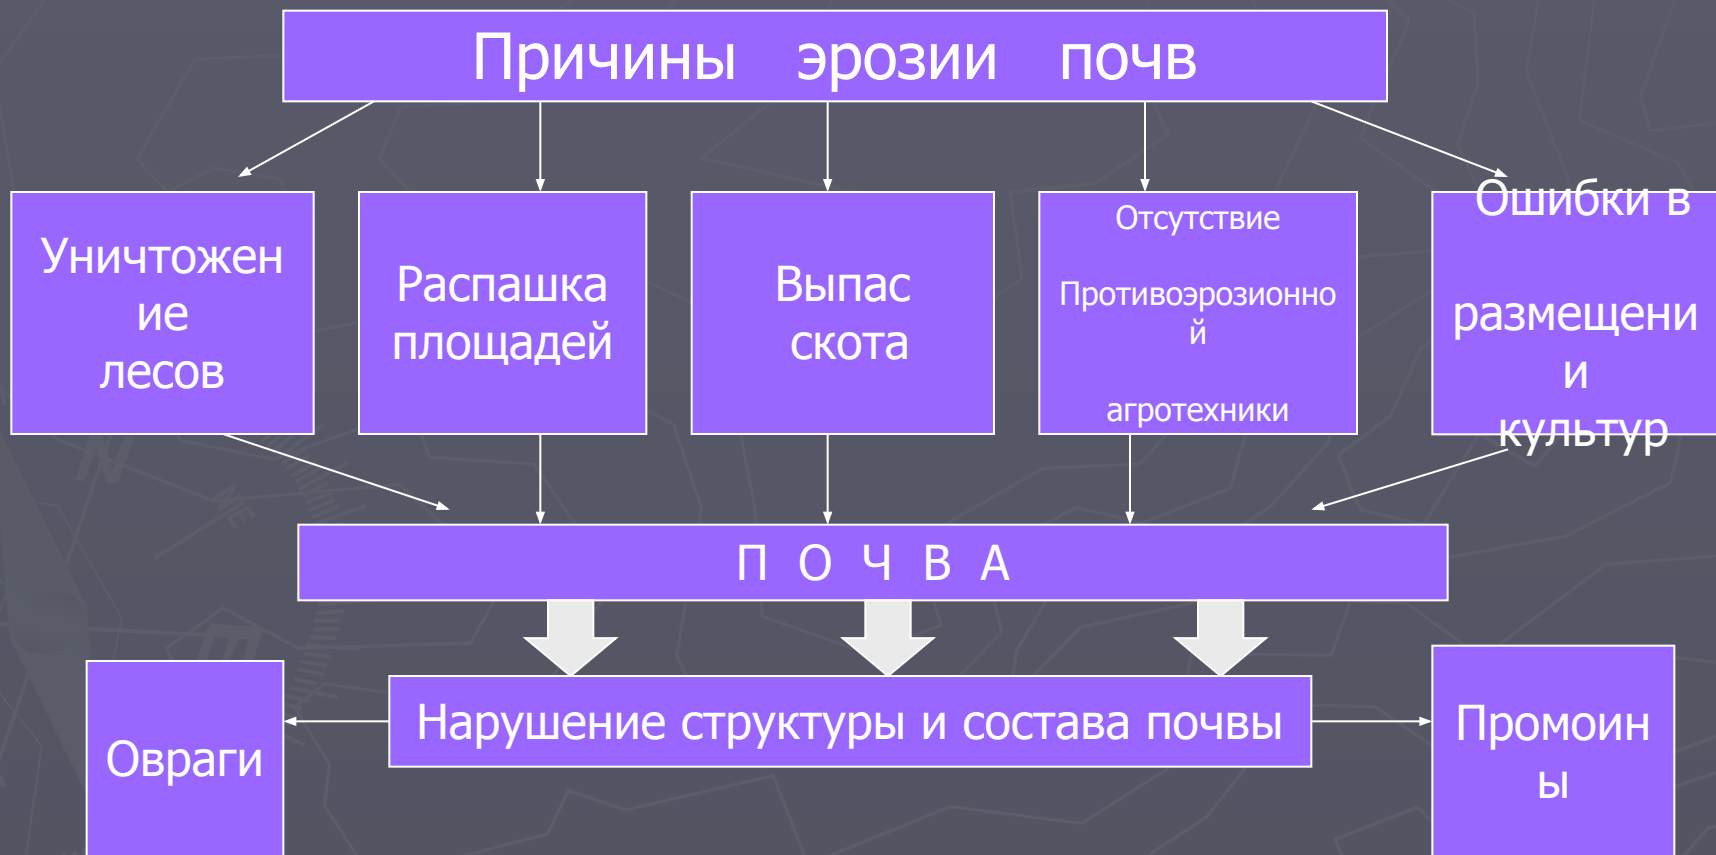 Причины эрозии почв
Уничтожен
ие
лесов
Распашка
площадей
Выпас
скота
Отсутствие
Противоэрозионно
й
агротехники
Ошибки в
размещени
и
культур
П О Ч В А
Нарушение структуры и состава почвы
Овраги
Промоин
ы